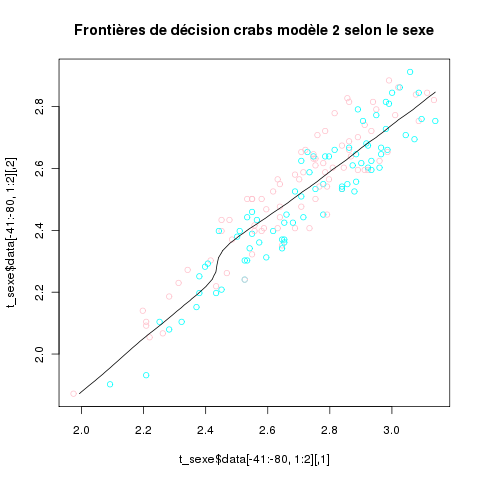 Frontières de décision crabs modèle 2 selon le sexe
2.8
2.6
2.4
2.2
2.0
t_sexe$data[-41:-80, 1:2][,2]
2.0 2.2 2.4 2.6 2.8 3.0
t_sexe$data[-41:-80, 1:2][,1]